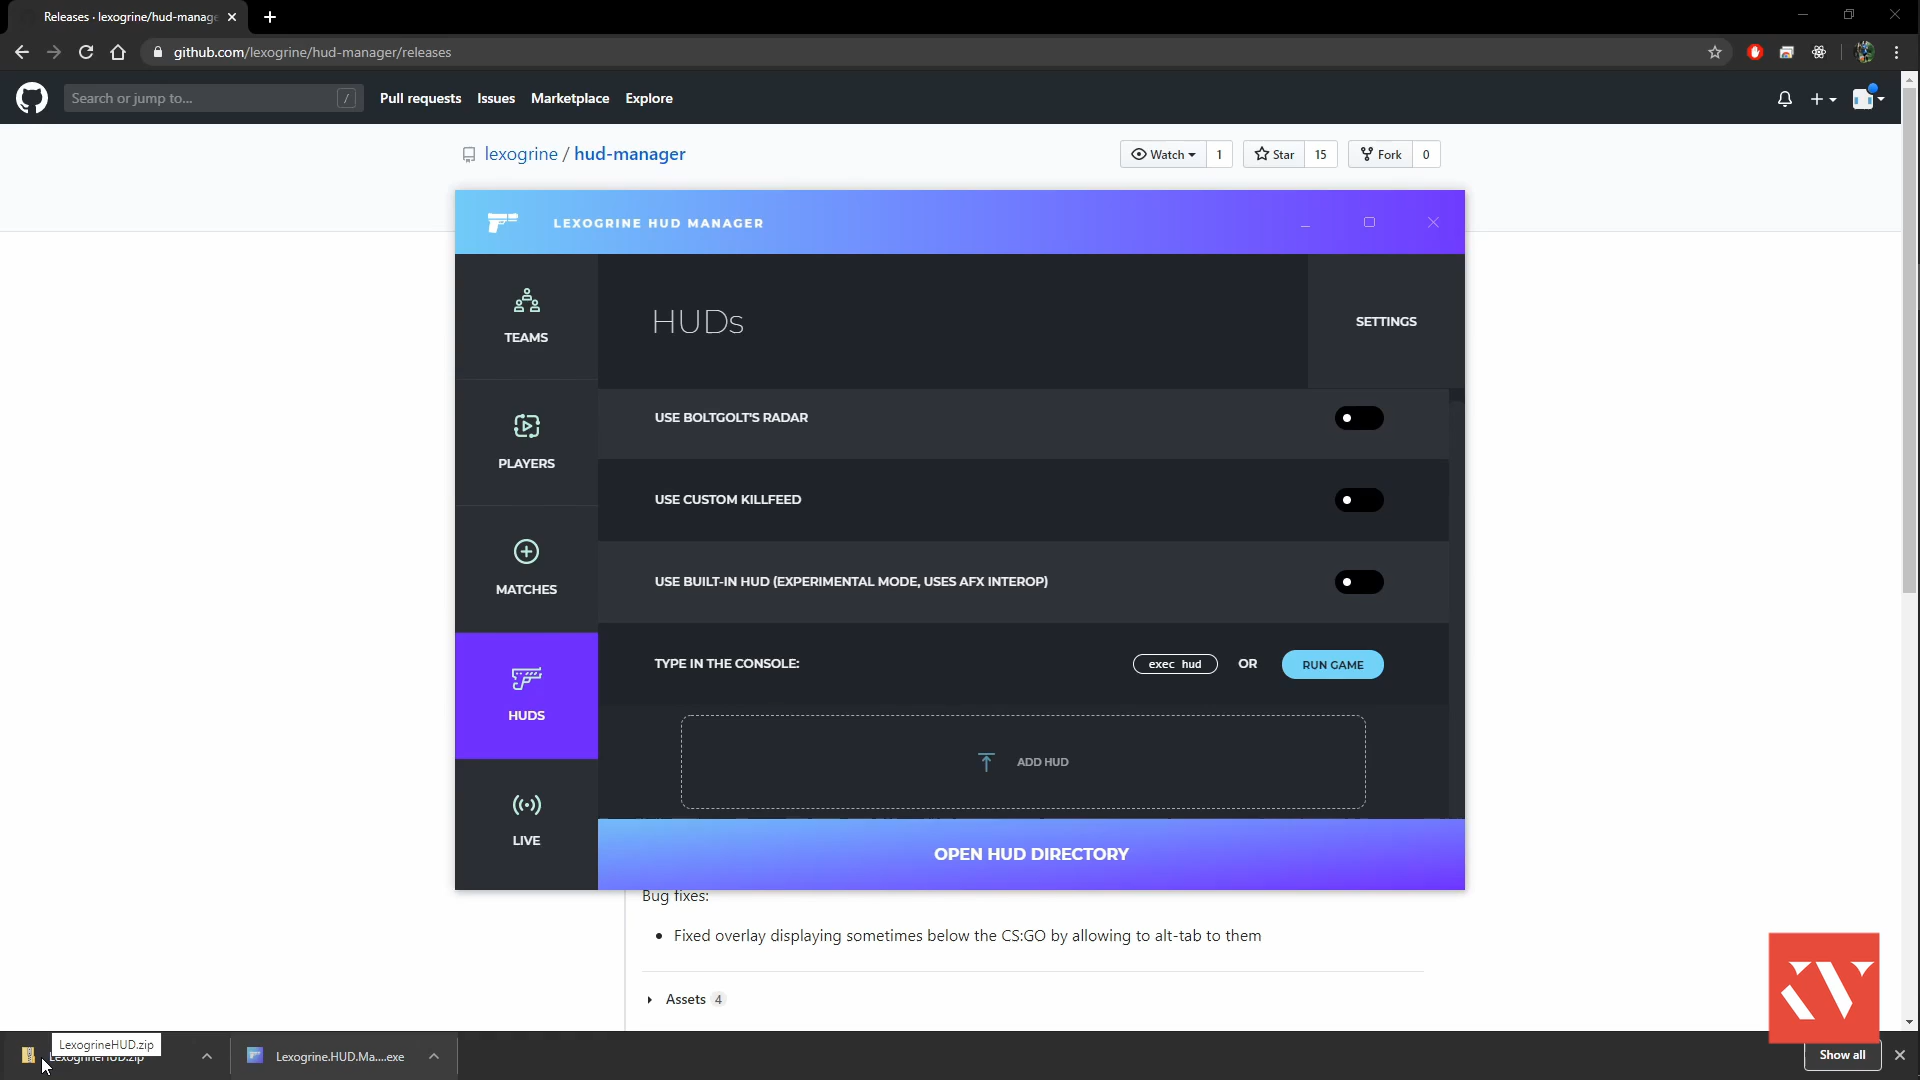 Releases · lexogrine/hud-manage
github.com/lexogrine/hud-manager/releases
Search or jump to...
/
Pull requests
Issues
Marketplace
Explore
lexogrine / hud-manager
Watch
1
Star
15
Fork
0
LEXOGRINE HUD MANAGER
TEAMS
PLAYERS
MATCHES
HUDS
LIVE
HUDs
SETTINGS
USE BOLTGOLT'S RADAR
USE CUSTOM KILLFEED
USE BUILT-IN HUD (EXPERIMENTAL MODE, USES AFX INTEROP)
TYPE IN THE CONSOLE:
exec hud
OR
RUN GAME
ADD HUD
OPEN HUD DIRECTORY
Bug fixes:
• Fixed overlay displaying sometimes below the CS:GO by allowing to alt-tab to them
Assets 4
LexogrineHUD.zip
LexogrineHUD.zip
Lexogrine.HUD.Ma....exe
Show all